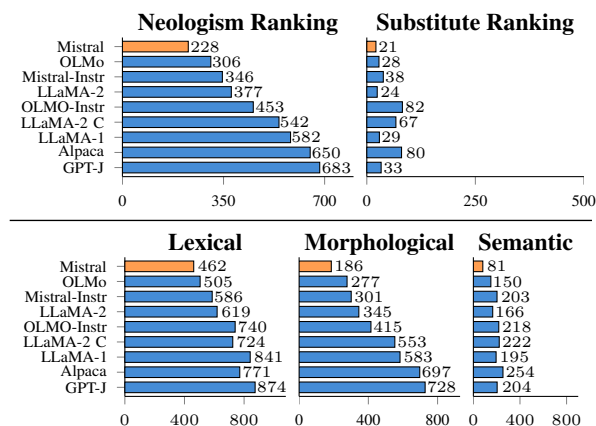 Neologism Ranking Substitute Ranking
Mistral 228 21
OLMo 306 28
Mistral-Instr 346 38
LLaMA-2 377 24
OLMO-Instr 453 82
LLaMA-2 C 542 67
LLaMA-1 582 29
Alpaca 650 80
GPT-J 683 33
0 350 700 0 250 500
Lexical Morphological Semantic
Mistral 462 186 81
OLMo 505 277 150
Mistral-Instr 586 301 203
LLaMA-2 619 345 166
OLMO-Instr 740 415 218
LLaMA-2 C 724 553 222
LLaMA-1 841 583 195
Alpaca 771 697 254
GPT-J 874 728 204
0 400 800 0 400 800 0 400 800